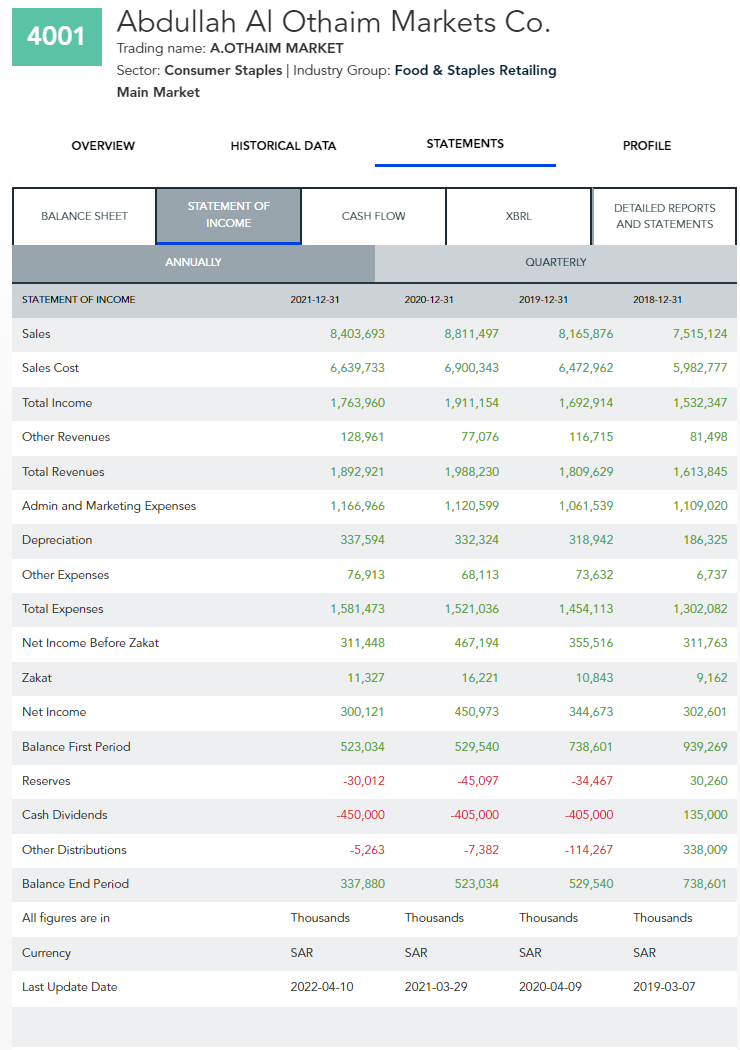 4001
Abdullah Al Othaim Markets Co.
Trading name: A.OTHAIM MARKET
Sector: Consumer Staples | Industry Group: Food & Staples Retailing
Main Market
OVERVIEW HISTORICAL DATA STATEMENTS PROFILE
BALANCE SHEET STATEMENT OF INCOME CASH FLOW XBRL DETAILED REPORTS AND STATEMENTS
ANNUALLY QUARTERLY
STATEMENT OF INCOME 2021-12-31 2020-12-31 2019-12-31 2018-12-31
Sales 8,403,693 8,811,497 8,165,876 7,515,124
Sales Cost 6,639,733 6,900,343 6,472,962 5,982,777
Total Income 1,763,960 1,911,154 1,692,914 1,532,347
Other Revenues 128,961 77,076 116,715 81,498
Total Revenues 1,892,921 1,988,230 1,809,629 1,613,845
Admin and Marketing Expenses 1,166,966 1,120,599 1,061,539 1,109,020
Depreciation 337,594 332,324 318,942 186,325
Other Expenses 76,913 68,113 73,632 6,737
Total Expenses 1,581,473 1,521,036 1,454,113 1,302,082
Net Income Before Zakat 311,448 467,194 355,516 311,763
Zakat 11,327 16,221 10,843 9,162
Net Income 300,121 450,973 344,673 302,601
Balance First Period 523,034 529,540 738,601 939,269
Reserves -30,012 -45,097 -34,467 30,260
Cash Dividends -450,000 -405,000 -405,000 135,000
Other Distributions -5,263 -7,382 -114,267 338,009
Balance End Period 337,880 523,034 529,540 738,601
All figures are in Thousands Thousands Thousands Thousands
Currency SAR SAR SAR SAR
Last Update Date 2022-04-10 2021-03-29 2020-04-09 2019-03-07